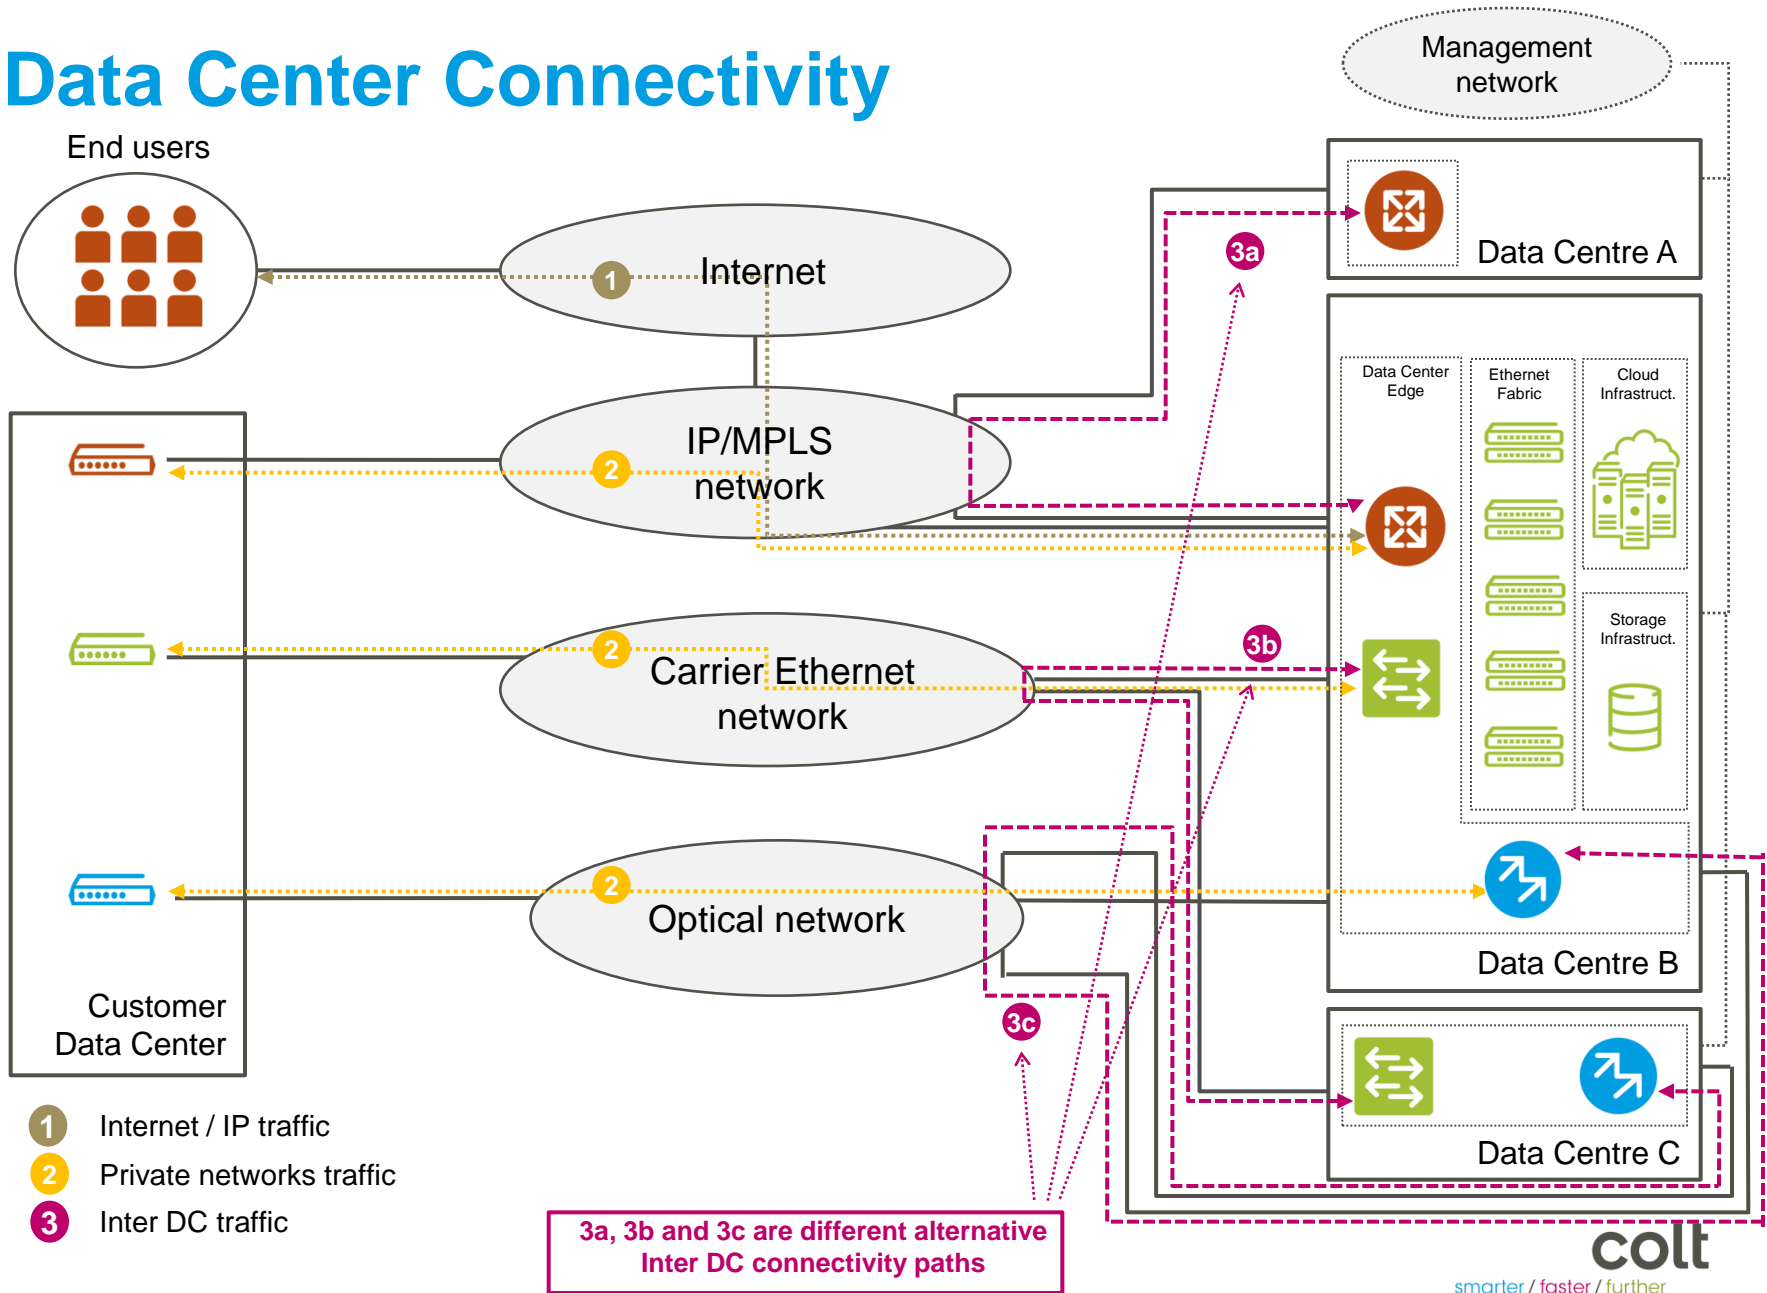 Data Center Connectivity
Management
network
End users
Internet
1
3a
Data Centre A
Data Center
Edge
Ethernet
Fabric
Cloud
Infrastruct.
IP/MPLS
network
2
Storage
Infrastruct.
3b
2
Carrier Ethernet
network
2
Optical network
Data Centre B
3c
Customer
Data Center
Data Centre C
1 Internet / IP traffic
2 Private networks traffic
3 Inter DC traffic
3a, 3b and 3c are different alternative
Inter DC connectivity paths
colt
smarter / faster / further